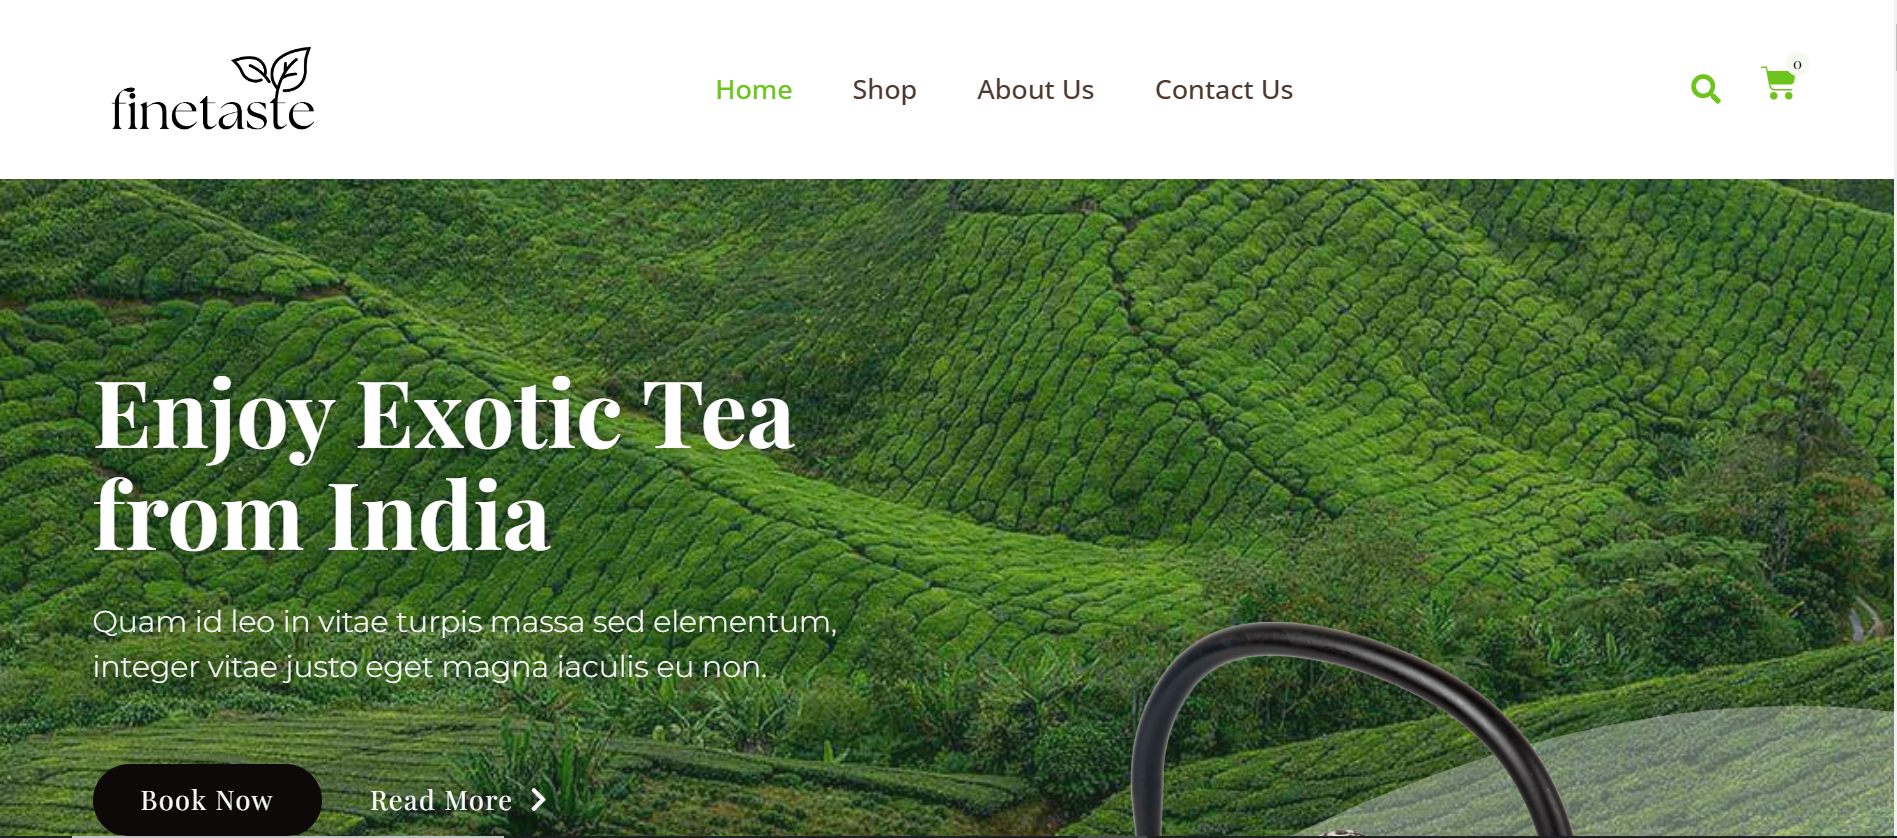 finetaste
Home
Shop
About Us
Contact Us
0
Enjoy Exotic Tea
from India
Quam id leo in vitae turpis massa sed elementum,
integer vitae justo eget magna iaculis eu non.
Book Now
Read More